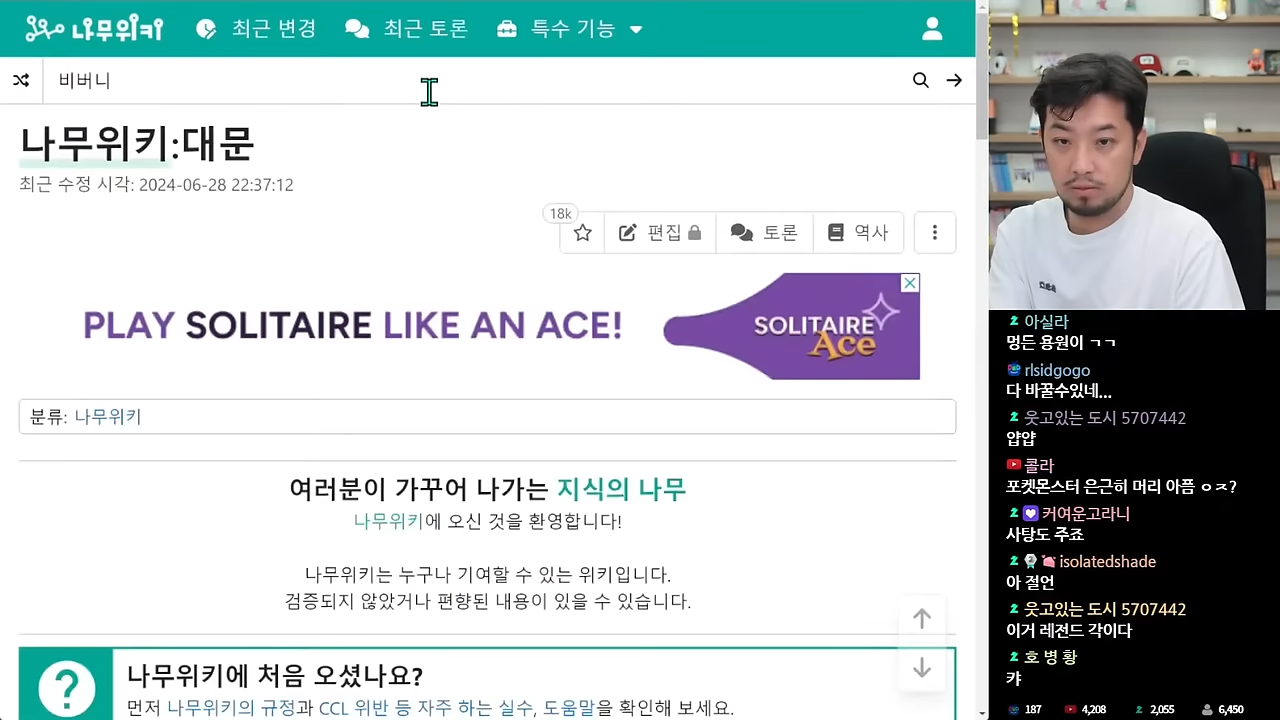 나무위키 최근 변경 최근 토론 특수 기능
비버니
나무위키:대문
최근 수정 시각: 2024-06-28 22:37:12
18k
편집 토론 역사
PLAY SOLITAIRE LIKE AN ACE!
SOLITAIRE
Ace
분류: 나무위키
여러분이 가꾸어 나가는 지식의 나무
나무위키에 오신 것을 환영합니다!
나무위키는 누구나 기여할 수 있는 위키입니다.
검증되지 않았거나 편향된 내용이 있을 수 있습니다.
?
나무위키에 처음 오셨나요?
먼저 나무위키의 규정과 CCL 위반 등 자주 하는 실수, 도움말을 확인해 보세요.
아실라
멍든 용원이 ㄱㄱ
rlsidgogo
다 바꿀수있네...
웃고있는 도시 5707442
얍얍
콜라
포켓몬스터 은근히 머리 아픔 ㅇㅈ?
커여운고라니
사탕도 주죠
isolatedshade
아 절언
웃고있는 도시 5707442
이거 레전드 각이다
호 병 황
캬
187 4,208 2,055 6,450